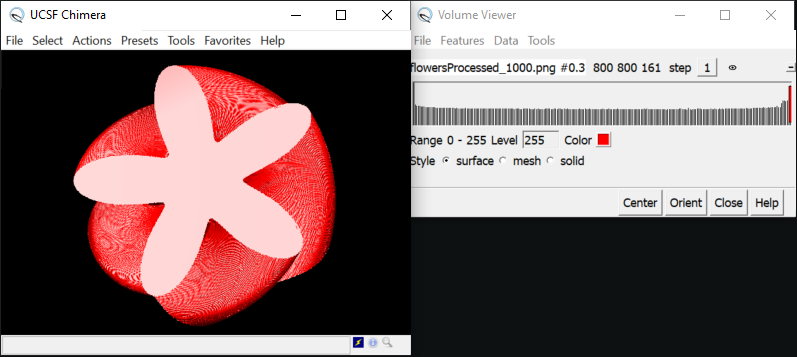 UCSF Chimera
File Select Actions Presets Tools Favorites Help
Volume Viewer
File Features Data Tools
flowersProcessed_1000.png #0.3 800 800 161 step 1
Range 0 - 255 Level 255 Color
Style surface mesh solid
Center Orient Close Help